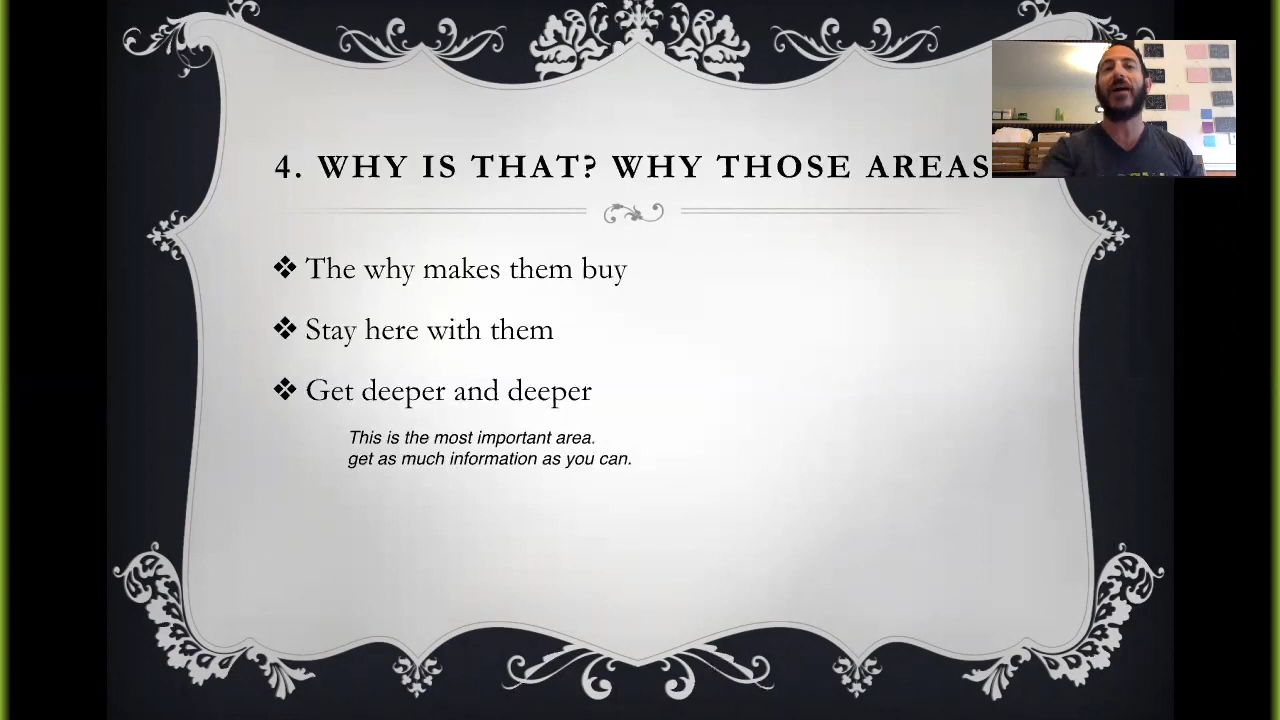 4. WHY IS THAT? WHY THOSE AREAS
❖ The why makes them buy
❖ Stay here with them
❖ Get deeper and deeper
This is the most important area.
get as much information as you can.